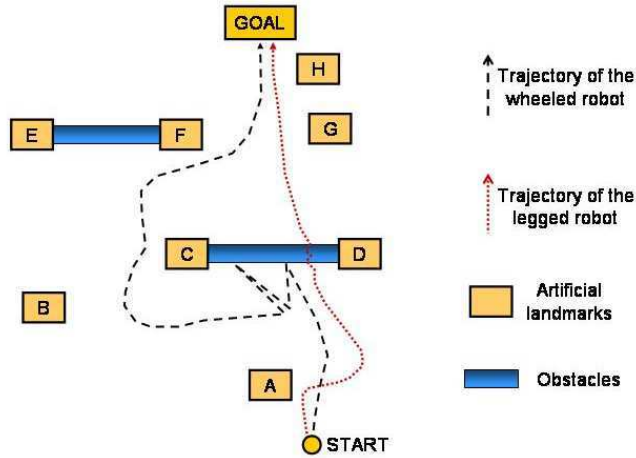 GOAL
H
G
E
F
C
D
B
A
START
Trajectory of the
wheeled robot
Trajectory of the
legged robot
Artificial
landmarks
Obstacles